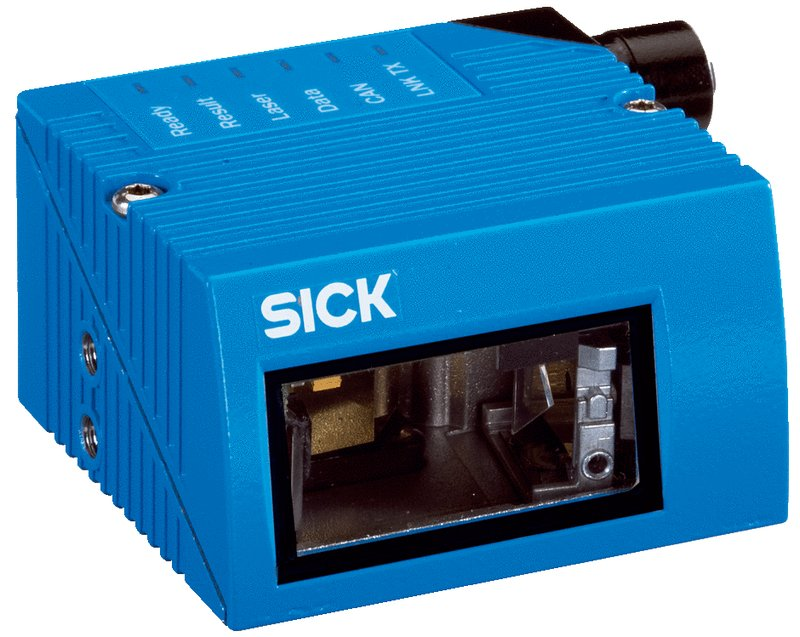 Ready
Result
Laser
Data
CAN
LNK TX
SICK